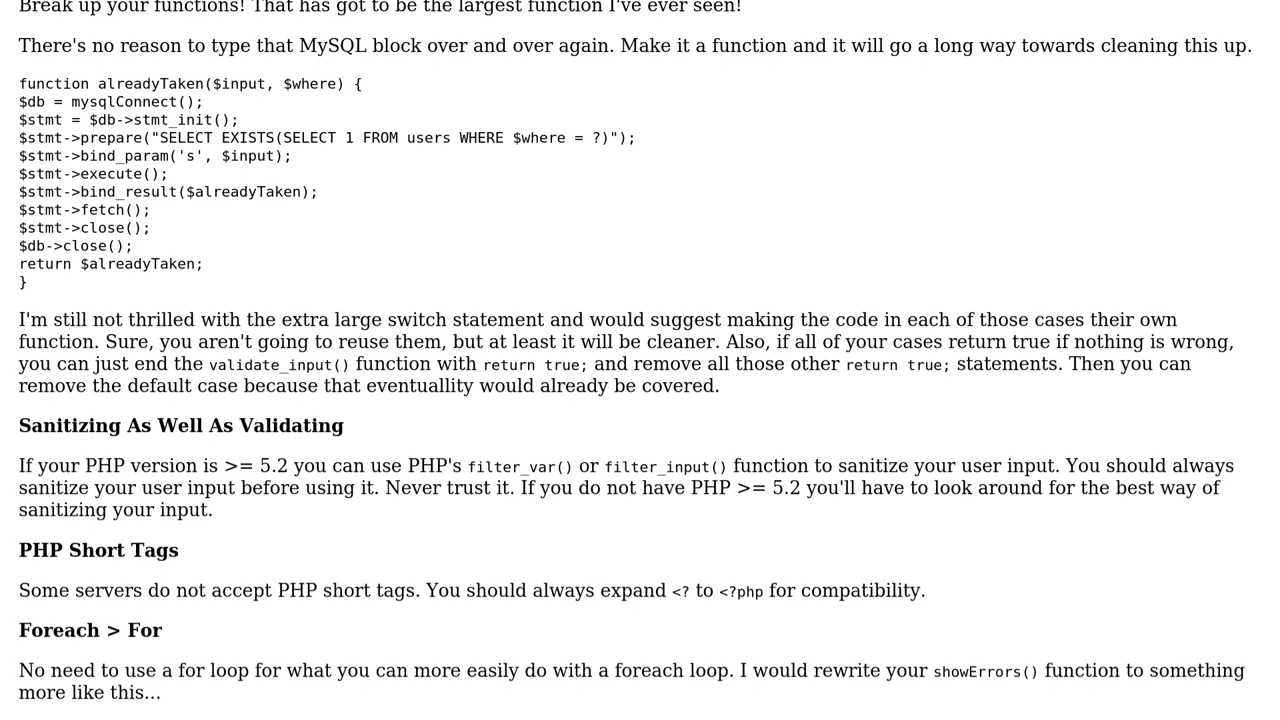 Break up your functions! That has got to be the largest function I've ever seen!
There's no reason to type that MySQL block over and over again. Make it a function and it will go a long way towards cleaning this up.
function alreadyTaken($input, $where) {
$db = mysqlConnect();
$stmt = $db->stmt_init();
$stmt->prepare("SELECT EXISTS(SELECT 1 FROM users WHERE $where = ?)");
$stmt->bind_param('s', $input);
$stmt->execute();
$stmt->bind_result($alreadyTaken);
$stmt->fetch();
$stmt->close();
$db->close();
return $alreadyTaken;
}
I'm still not thrilled with the extra large switch statement and would suggest making the code in each of those cases their own
function. Sure, you aren't going to reuse them, but at least it will be cleaner. Also, if all of your cases return true if nothing is wrong,
you can just end the validate_input() function with return true; and remove all those other return true; statements. Then you can
remove the default case because that eventuallity would already be covered.
Sanitizing As Well As Validating
If your PHP version is >= 5.2 you can use PHP's filter_var() or filter_input() function to sanitize your user input. You should always
sanitize your user input before using it. Never trust it. If you do not have PHP >= 5.2 you'll have to look around for the best way of
sanitizing your input.
PHP Short Tags
Some servers do not accept PHP short tags. You should always expand <? to <?php for compatibility.
Foreach > For
No need to use a for loop for what you can more easily do with a foreach loop. I would rewrite your showErrors() function to something
more like this...